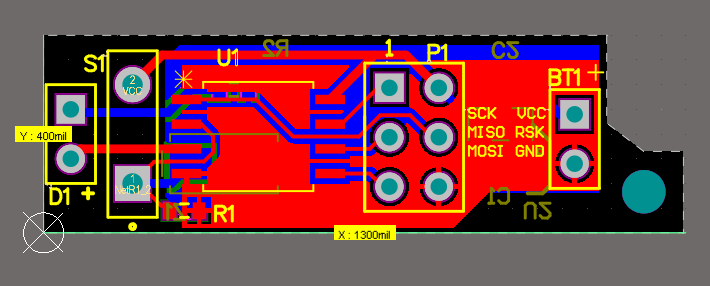 R2
1
S1
U1
P1
C2
BT1
+
2
VCC
SCK VCC
MISO RSK
MOSI GND
Y : 400mil
1
NetR1_2
D1 +
R1
C1
U2
X : 1300mil